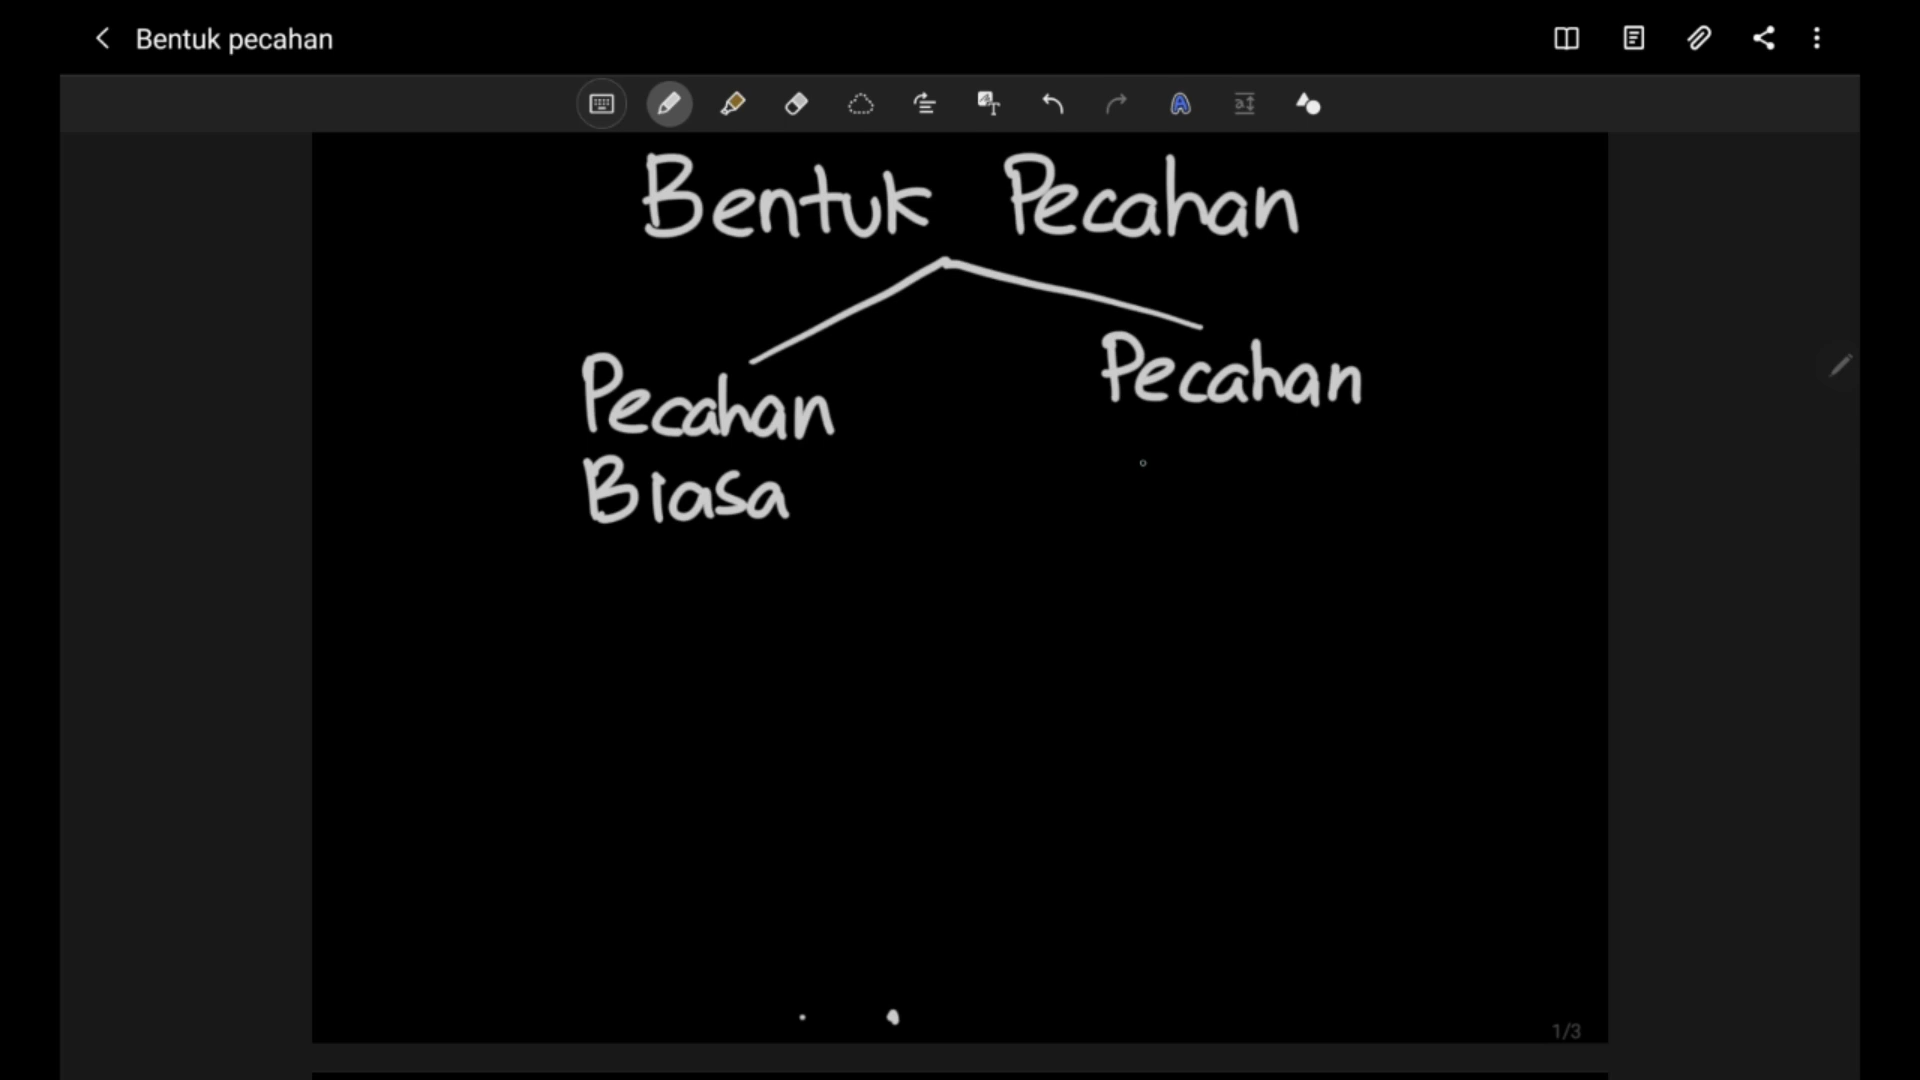 Bentuk pecahan
Bentuk Pecahan
Pecahan
Biasa
Pecahan
1/3